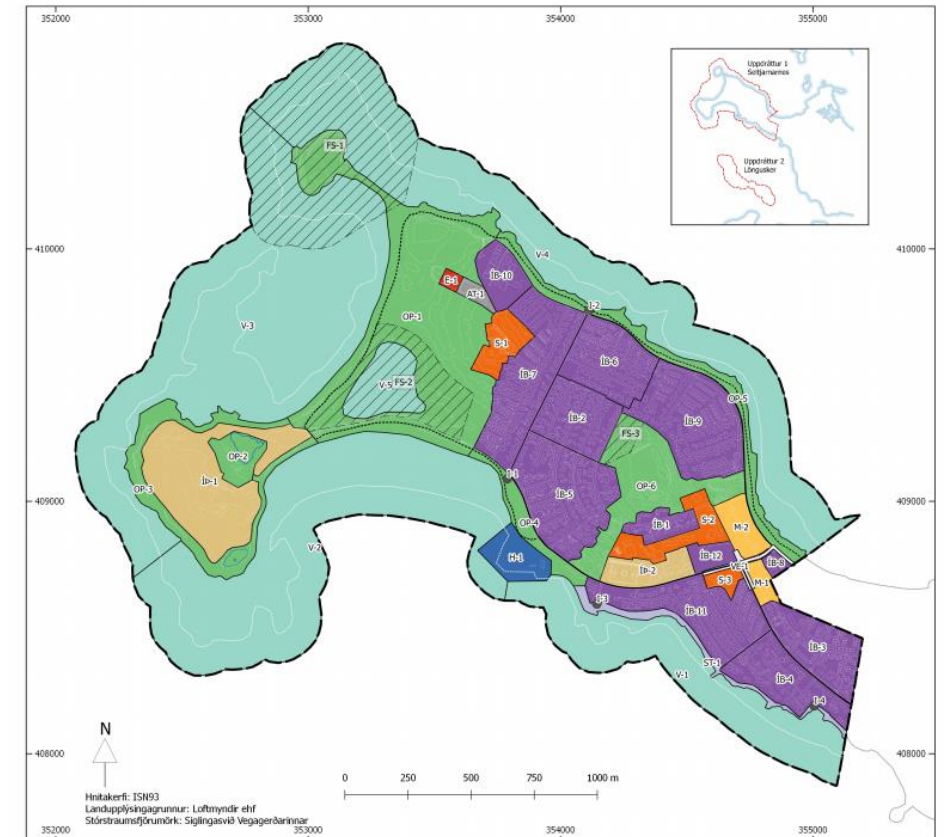 352000
353000
354000
355000
Uppdráttur 1
Seltjarnarnes
Uppdráttur 2
Löngusker
FS-1
410000
410000
V-4
ÍB-10
E-1
AT-1
I-2
OP-1
V-3
S-1
ÍB-6
ÍB-7
V-5
FS-2
OP-5
ÍB-2
ÍB-9
FS-3
OP-2
I-1
ÍÞ-1
OP-6
OP-3
409000
409000
ÍB-5
OP-4
ÍB-1
S-2
M-2
V-2
H-1
ÍB-12
ÍB-8
VE-1
ÍÞ-2
S-3
M-1
I-3
ÍB-11
ÍB-3
ST-1
V-1
ÍB-4
I-4
N
408000
408000
0 250 500 750 1000 m
Hnitakerfi: ISN93
Landupplýsingagrunnur: Loftmyndir ehf
Stórstraumsfjörumörk: Siglingasvið Vegagerðarinnar
352000
353000
354000
355000